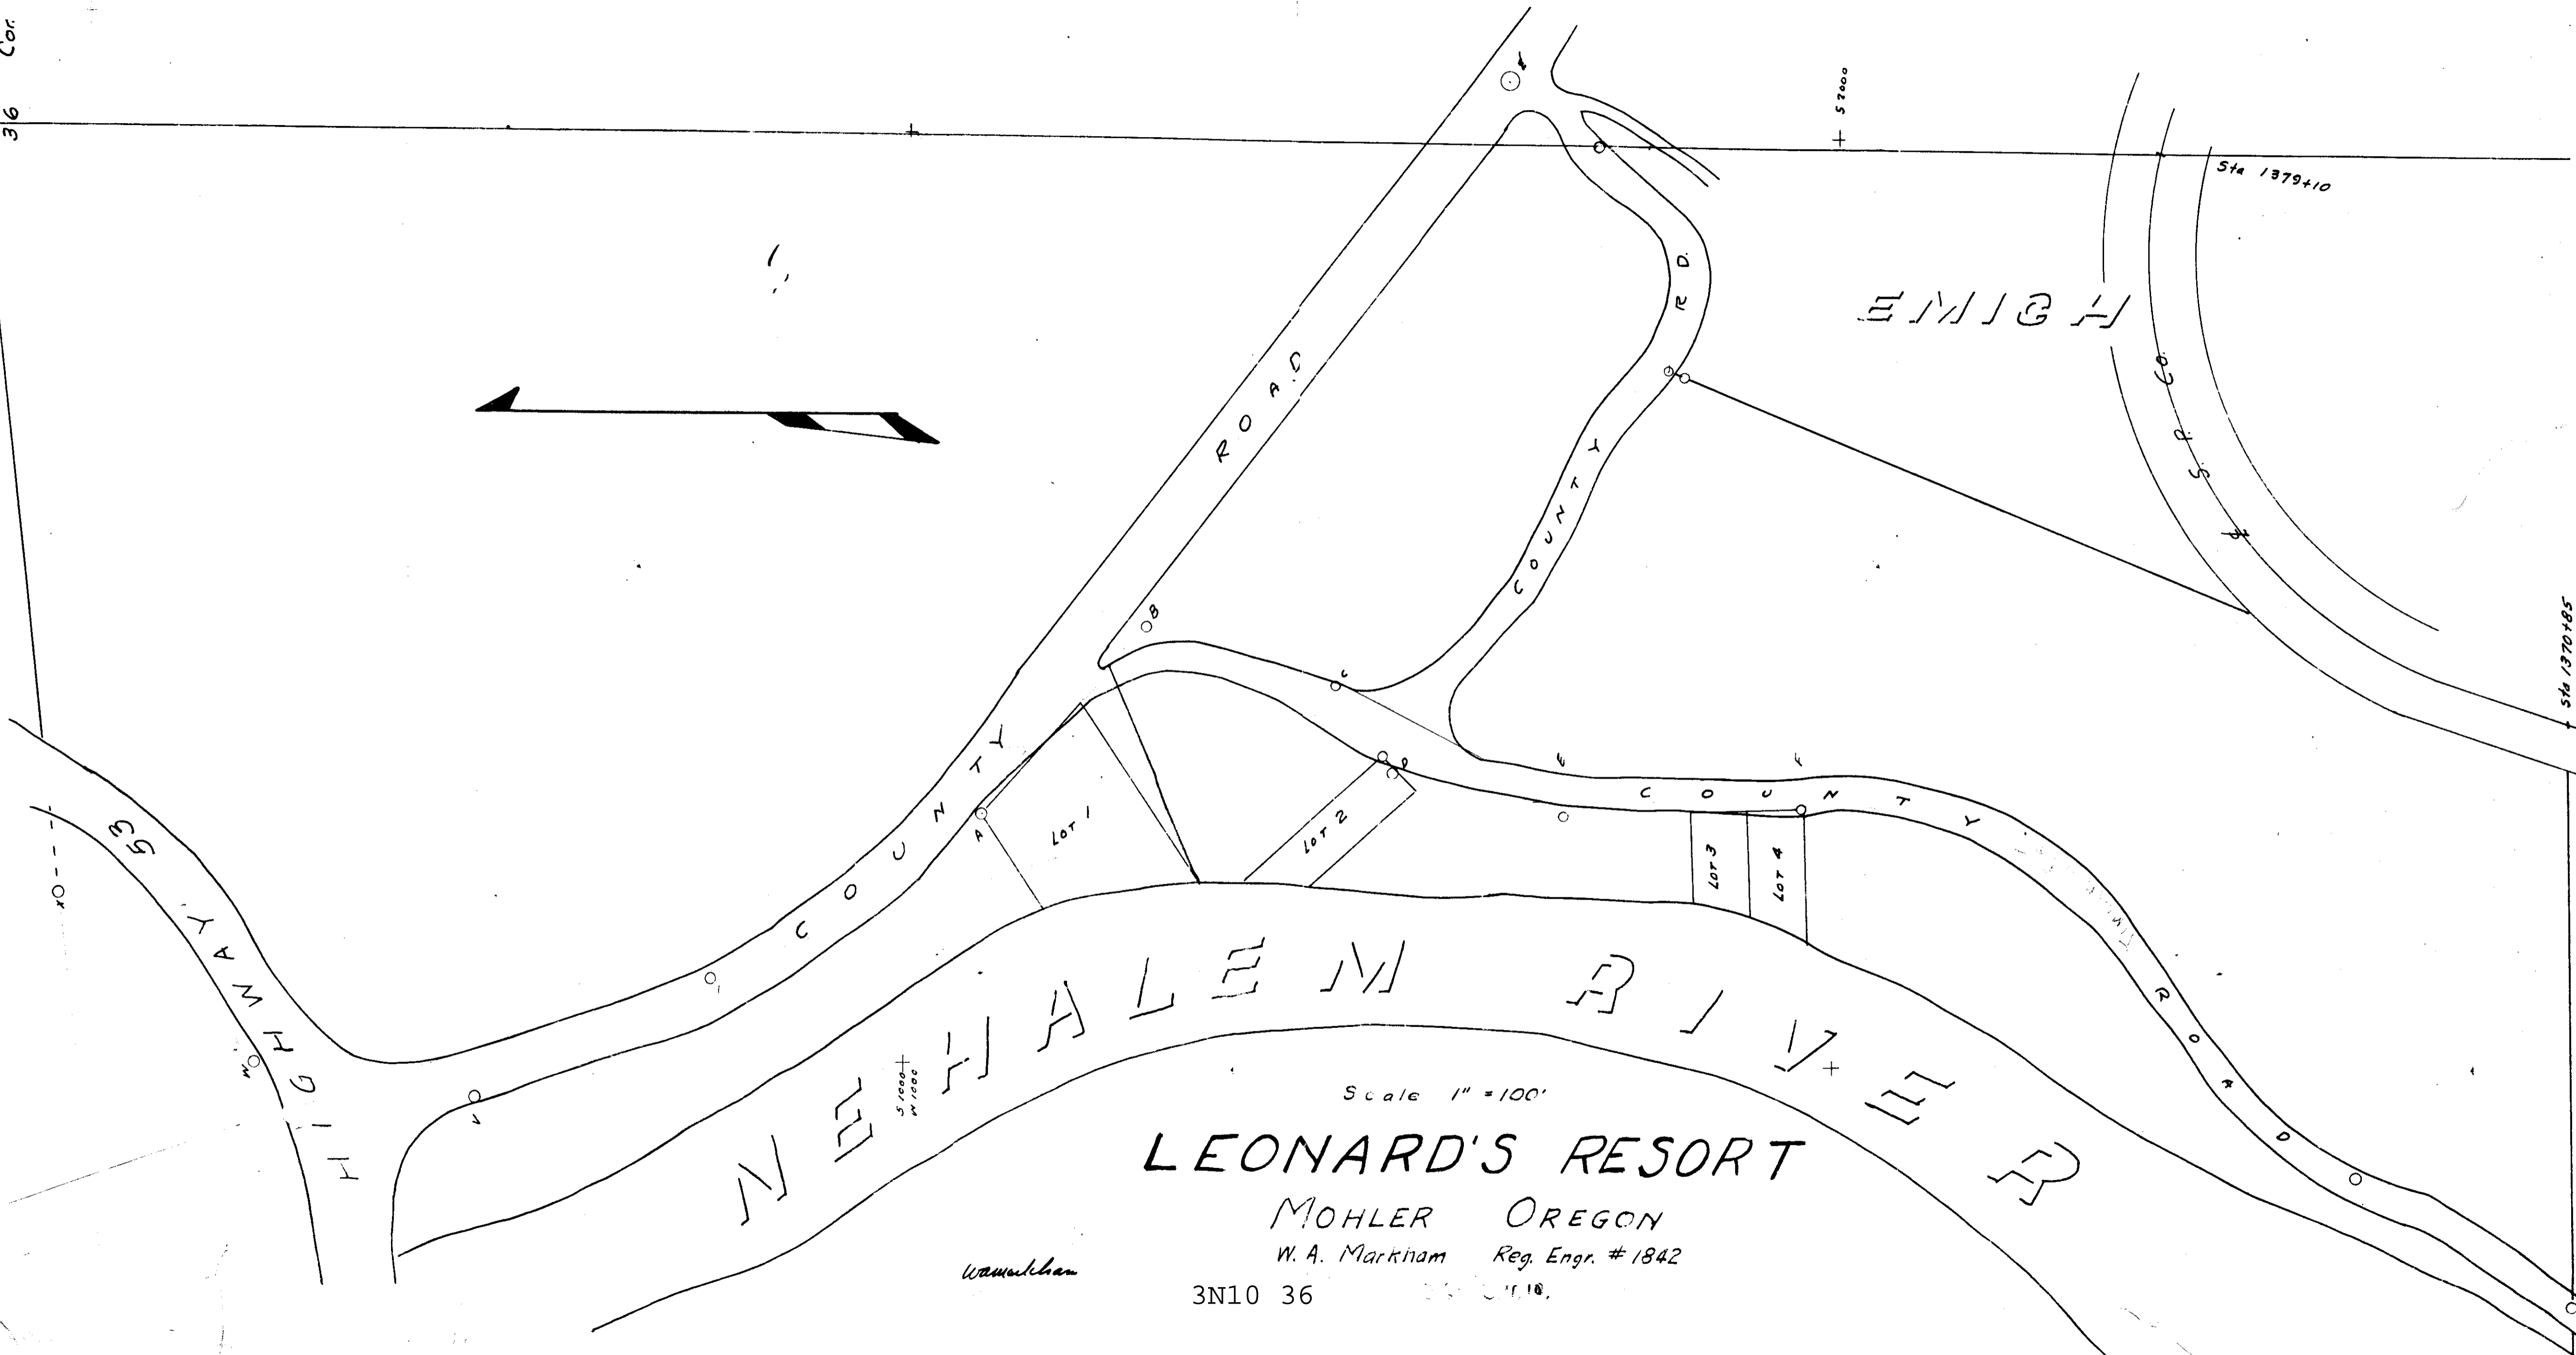 36 Cor.
S 2000
Sta 1379+10
ROAD
COUNTY RD.
HGIME
P. R. S. CO.
Sta 1370+85
B
C
D
E
F
A
LOT 1
LOT 2
LOT 3
LOT 4
COUNTY
COUNTY ROAD
HIGHWAY 53
X
W
V
S 1000
W 1000
NEHALEM RIVER
Scale 1" = 100'
LEONARD'S RESORT
MOHLER OREGON
W. A. Markham Reg. Engr. # 1842
WAMarkham
3N10 36